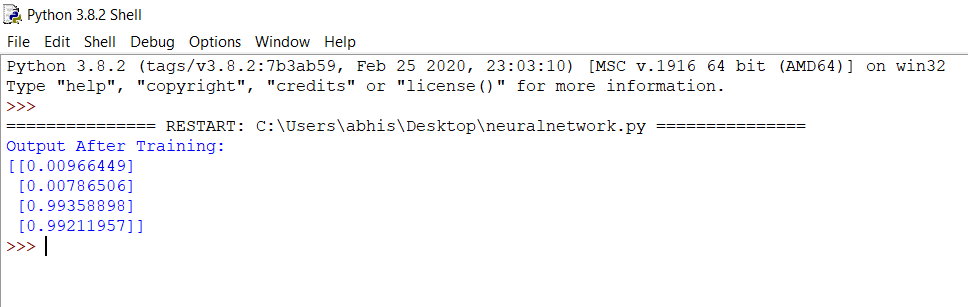 Python 3.8.2 Shell
File Edit Shell Debug Options Window Help
Python 3.8.2 (tags/v3.8.2:7b3ab59, Feb 25 2020, 23:03:10) [MSC v.1916 64 bit (AMD64)] on win32
Type "help", "copyright", "credits" or "license()" for more information.
>>>
=============== RESTART: C:\Users\abhis\Desktop\neuralnetwork.py ===============
Output After Training:
[[0.00966449]
 [0.00786506]
 [0.99358898]
 [0.99211957]]
>>>